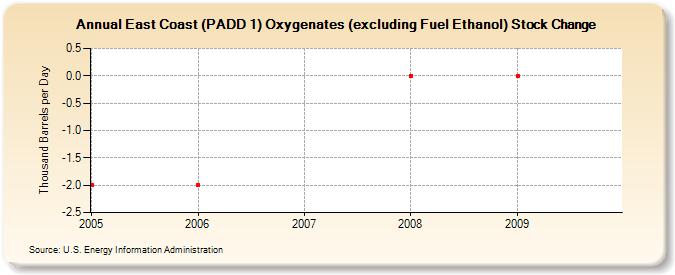 Annual East Coast (PADD 1) Oxygenates (excluding Fuel Ethanol) Stock Change
Thousand Barrels per Day
0.5
0.0
-0.5
-1.0
-1.5
-2.0
-2.5
2005 2006 2007 2008 2009
Source: U.S. Energy Information Administration